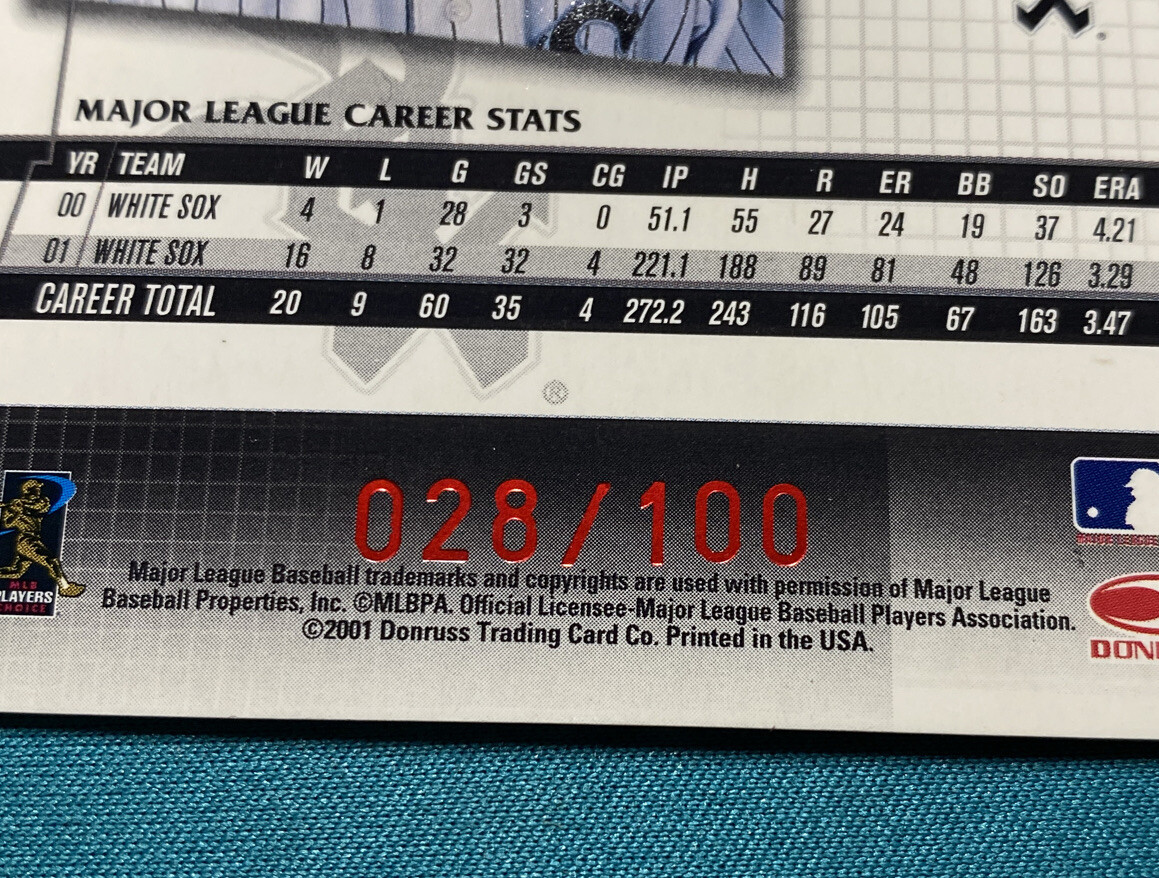 MAJOR LEAGUE CAREER STATS
YR TEAM W L G GS CG IP H R ER BB SO ERA
00 WHITE SOX 4 1 28 3 0 51.1 55 27 24 19 37 4.21
01 WHITE SOX 16 8 32 32 4 221.1 188 89 81 48 126 3.29
CAREER TOTAL 20 9 60 35 4 272.2 243 116 105 67 163 3.47
®
028/100
MLB
PLAYERS
CHOICE
Major League Baseball trademarks and copyrights are used with permission of Major League
Baseball Properties, Inc. ©MLBPA. Official Licensee-Major League Baseball Players Association.
©2001 Donruss Trading Card Co. Printed in the USA.